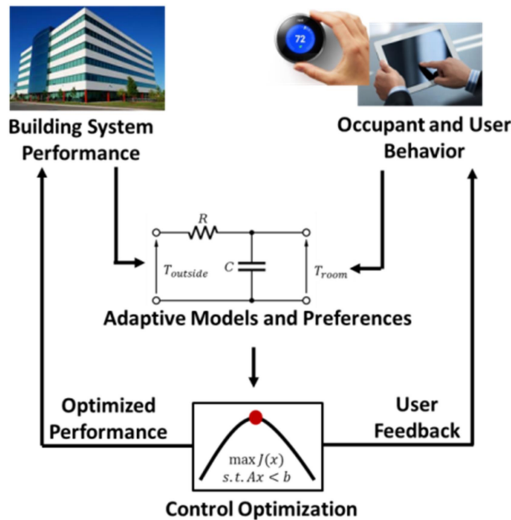 72
Building System
Performance
Occupant and User
Behavior
R
T_outside
C
T_room
Adaptive Models and Preferences
Optimized
Performance
User
Feedback
max J(x)
s.t. Ax < b
Control Optimization